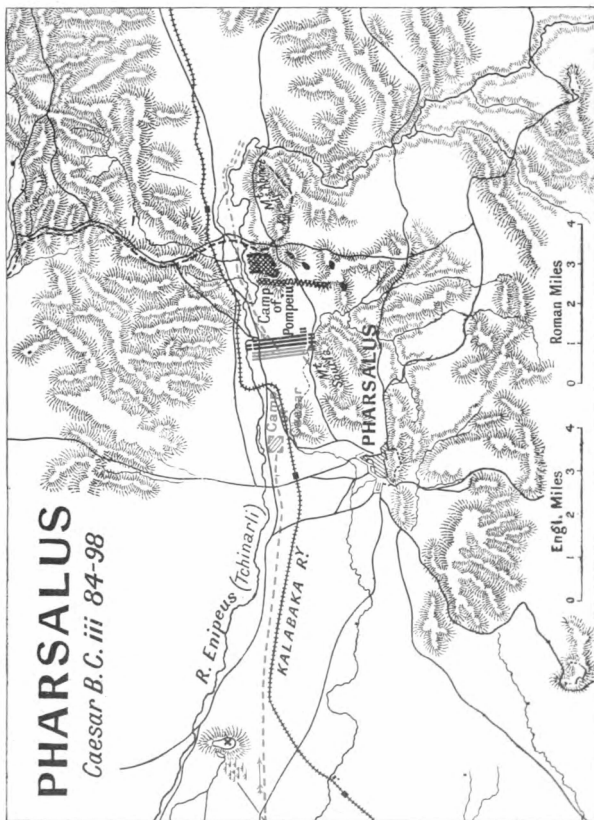 PHARSALUS
Caesar B.C. iii 84-98
R. Enipeus (Tchinarli)
KALABAKA RY.
Camp
Caesar
Camp
of
Pompeius
Mt
PHARSALUS
Engl. Miles
0 1 2 3 4
Roman Miles
0 1 2 3 4